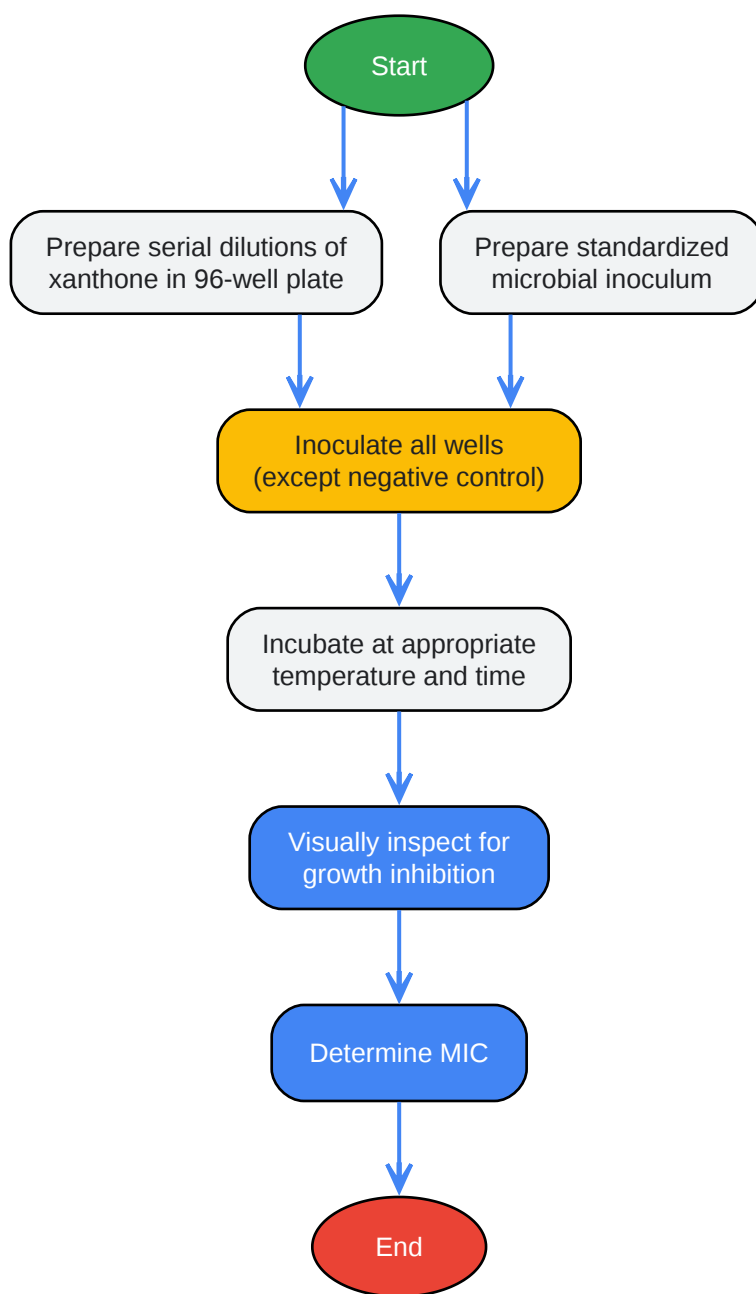 Start
Prepare serial dilutions of
xanthone in 96-well plate
Prepare standardized
microbial inoculum
Inoculate all wells
(except negative control)
Incubate at appropriate
temperature and time
Visually inspect for
growth inhibition
Determine MIC
End